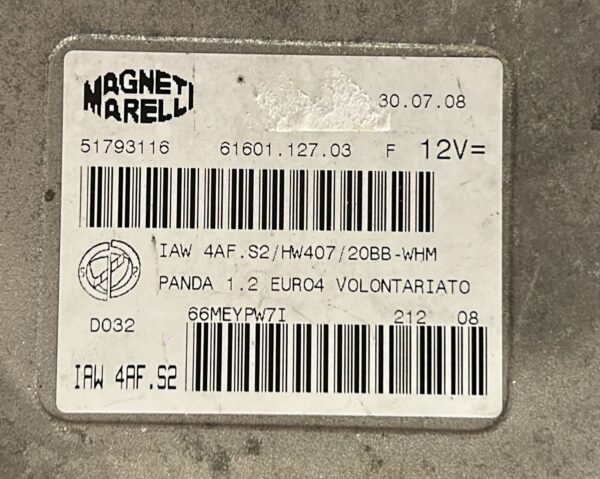 MAGNETI
MARELLI
30.07.08
51793116 61601.127.03 F 12V=
IAW 4AF.S2/HW407/20BB-WHM
PANDA 1.2 EURO4 VOLONTARIATO
D032 66MEYPW7I 212 08
IAW 4AF.S2